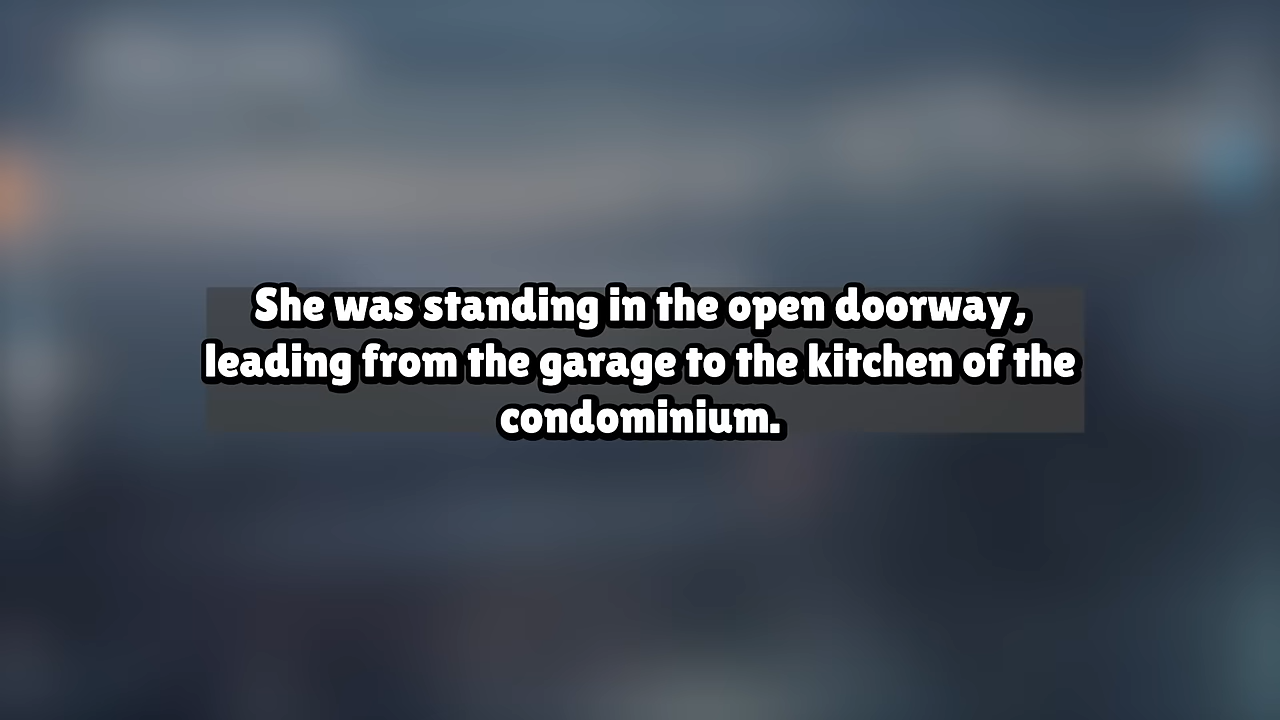 She was standing in the open doorway,
leading from the garage to the kitchen of the
condominium.